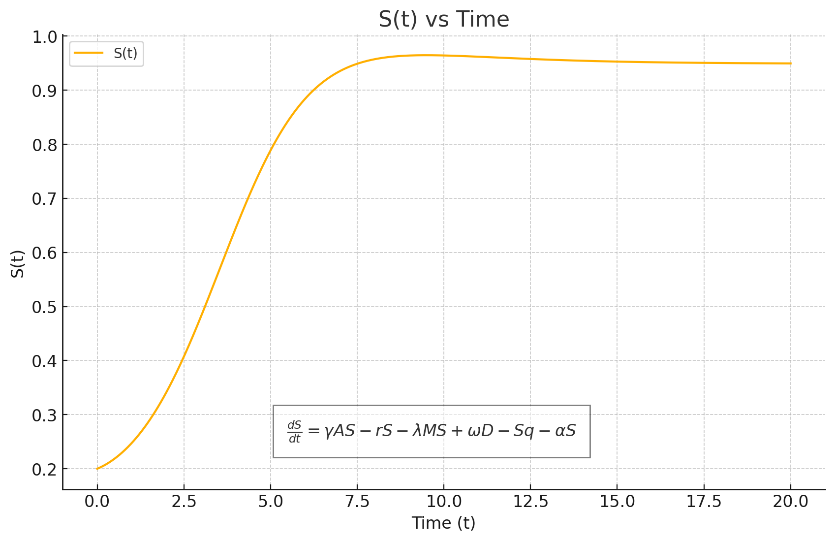 S(t) vs Time
S(t)
1.0
0.9
0.8
0.7
0.6
0.5
0.4
0.3
0.2
S(t)
dS/dt = γAS − rS − λMS + ωD − Sq − αS
0.0 2.5 5.0 7.5 10.0 12.5 15.0 17.5 20.0
Time (t)